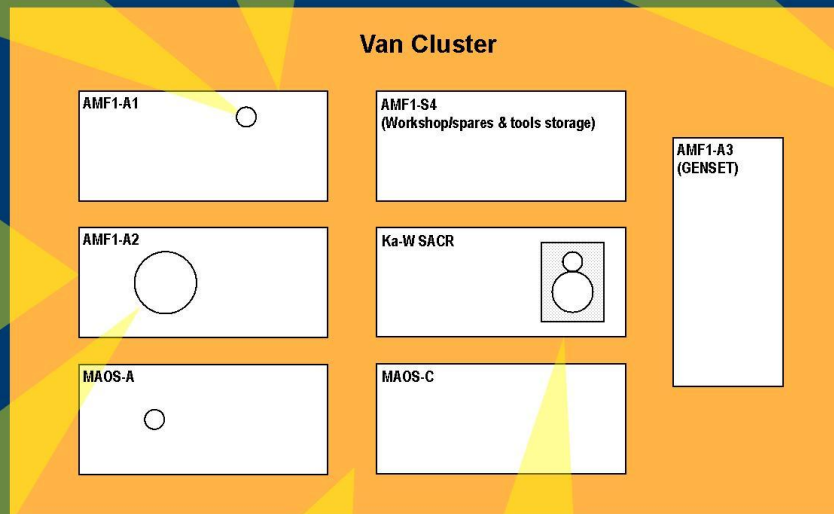 Van Cluster
AMF1-A1
AMF1-S4
(Workshop/spares & tools storage)
AMF1-A3
(GENSET)
AMF1-A2
Ka-W SACR
MAOS-A
MAOS-C